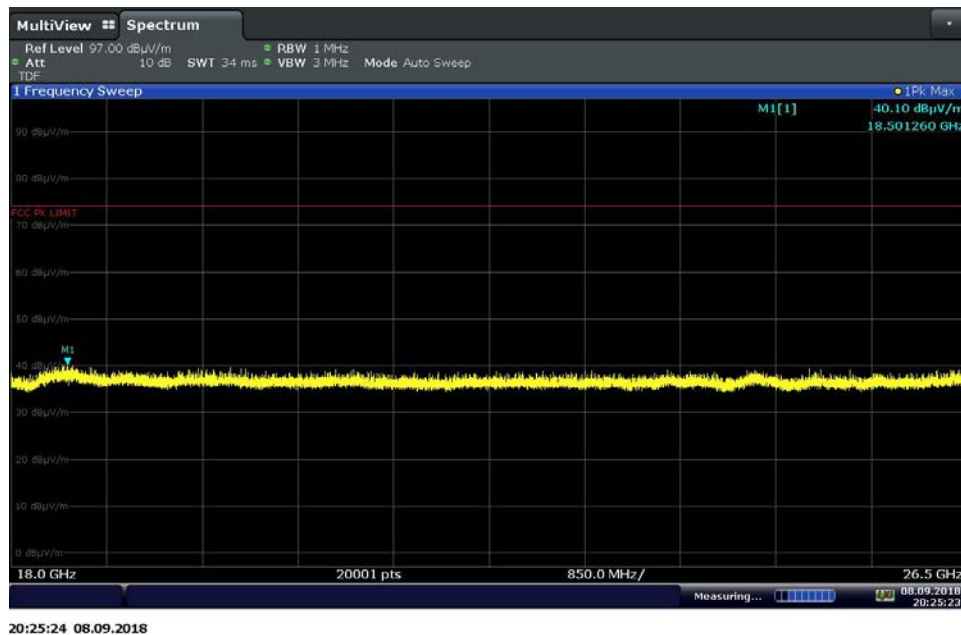 MultiView Spectrum
Ref Level 97.00 dBµV/m RBW 1 MHz
Att 10 dB SWT 34 ms VBW 3 MHz Mode Auto Sweep
TDF
1 Frequency Sweep 1Pk Max
M1[1] 40.10 dBµV/m
18.501260 GHz
90 dBµV/m
80 dBµV/m
FCC PK LIMIT
70 dBµV/m
60 dBµV/m
50 dBµV/m
M1
40 dBµV/m
30 dBµV/m
20 dBµV/m
10 dBµV/m
0 dBµV/m
18.0 GHz 20001 pts 850.0 MHz/ 26.5 GHz
Measuring... 08.09.2018
20:25:23
20:25:24 08.09.2018